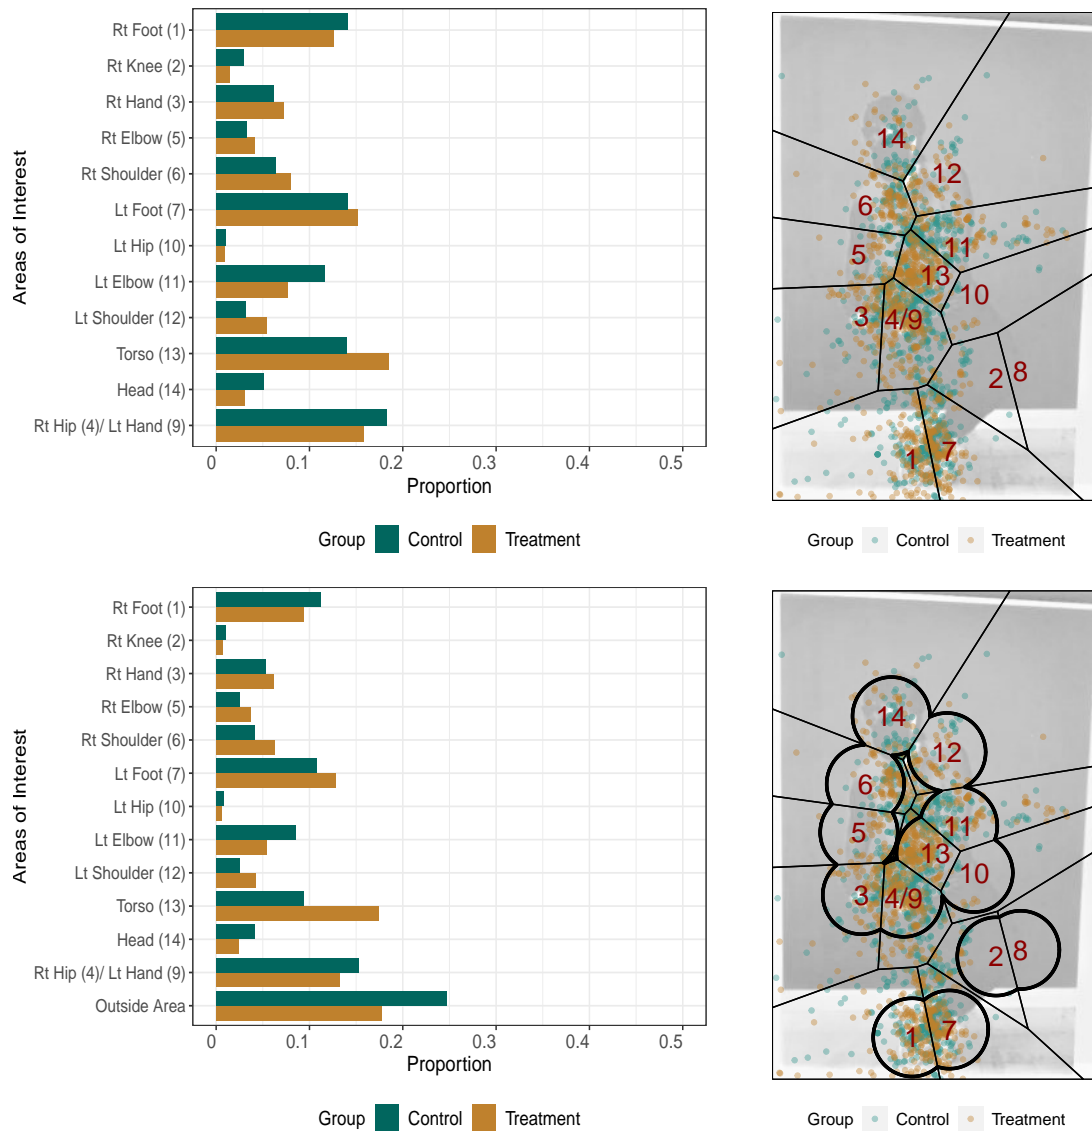 Areas of Interest
Rt Foot (1)
Rt Knee (2)
Rt Hand (3)
Rt Elbow (5)
Rt Shoulder (6)
Lt Foot (7)
Lt Hip (10)
Lt Elbow (11)
Lt Shoulder (12)
Torso (13)
Head (14)
Rt Hip (4)/ Lt Hand (9)
0 0.1 0.2 0.3 0.4 0.5
Proportion
Group Control Treatment
14
12
6
11
5
13
10
3
4/9
2
8
1
7
Group Control Treatment
Areas of Interest
Rt Foot (1)
Rt Knee (2)
Rt Hand (3)
Rt Elbow (5)
Rt Shoulder (6)
Lt Foot (7)
Lt Hip (10)
Lt Elbow (11)
Lt Shoulder (12)
Torso (13)
Head (14)
Rt Hip (4)/ Lt Hand (9)
Outside Area
0 0.1 0.2 0.3 0.4 0.5
Proportion
Group Control Treatment
14
12
6
11
5
13
10
3
4/9
2
8
1
7
Group Control Treatment